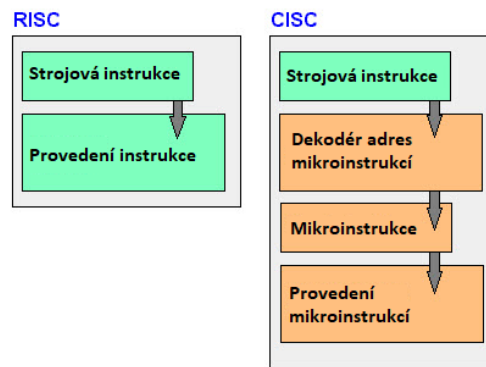 RISC
Strojová instrukce
Provedení instrukce
CISC
Strojová instrukce
Dekodér adres
mikroinstrukcí
Mikroinstrukce
Provedení
mikroinstrukcí